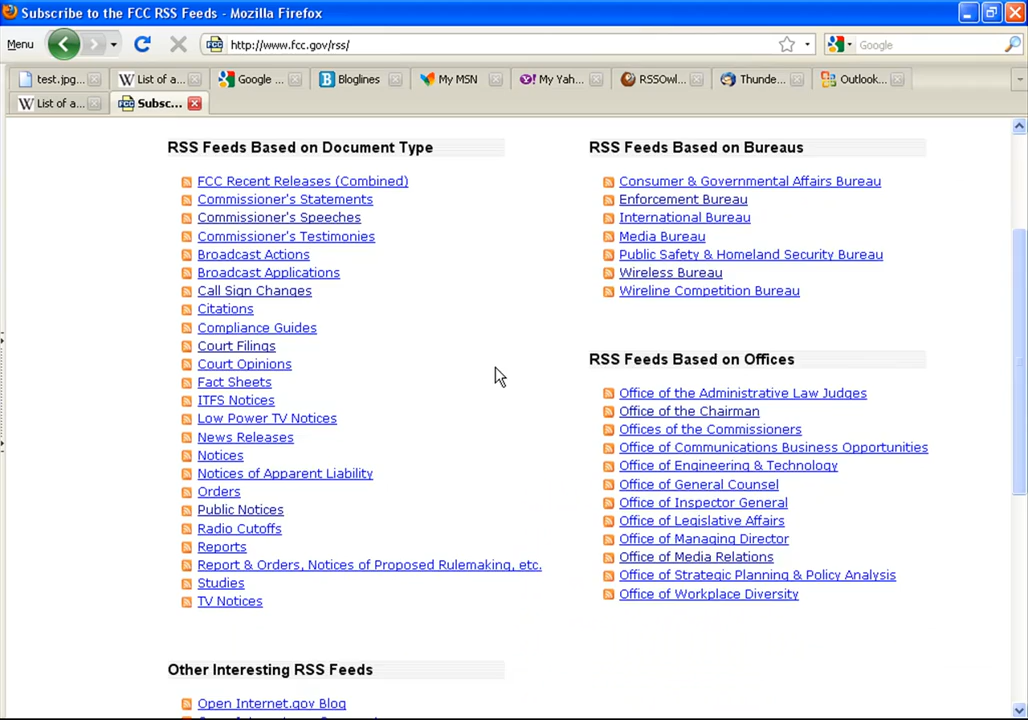 Subscribe to the FCC RSS Feeds - Mozilla Firefox
Menu
http://www.fcc.gov/rss/
Google
test.jpg...
List of a...
Google ...
Bloglines
My MSN
My Yah...
RSSOwl...
Thunde...
Outlook...
List of a...
Subsc...
RSS Feeds Based on Document Type
FCC Recent Releases (Combined)
Commissioner's Statements
Commissioner's Speeches
Commissioner's Testimonies
Broadcast Actions
Broadcast Applications
Call Sign Changes
Citations
Compliance Guides
Court Filings
Court Opinions
Fact Sheets
ITFS Notices
Low Power TV Notices
News Releases
Notices
Notices of Apparent Liability
Orders
Public Notices
Radio Cutoffs
Reports
Report & Orders, Notices of Proposed Rulemaking, etc.
Studies
TV Notices
Other Interesting RSS Feeds
Open Internet.gov Blog
RSS Feeds Based on Bureaus
Consumer & Governmental Affairs Bureau
Enforcement Bureau
International Bureau
Media Bureau
Public Safety & Homeland Security Bureau
Wireless Bureau
Wireline Competition Bureau
RSS Feeds Based on Offices
Office of the Administrative Law Judges
Office of the Chairman
Offices of the Commissioners
Office of Communications Business Opportunities
Office of Engineering & Technology
Office of General Counsel
Office of Inspector General
Office of Legislative Affairs
Office of Managing Director
Office of Media Relations
Office of Strategic Planning & Policy Analysis
Office of Workplace Diversity